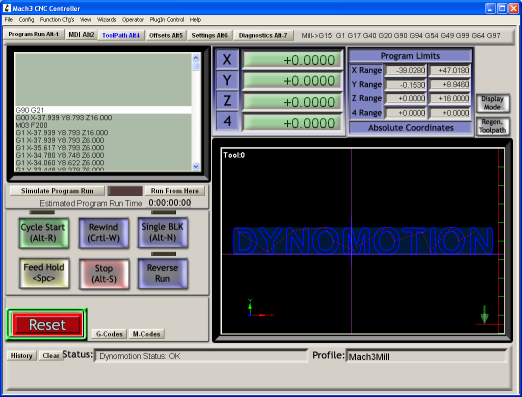 Mach3 CNC Controller
File Config Function Cfg's View Wizards Operator PlugIn Control Help
Program Run Alt-1 MDI Alt2 ToolPath Alt4 Offsets Alt5 Settings Alt6 Diagnostics Alt-7 Mill->G15 G1 G17 G40 G20 G90 G94 G54 G49 G99 G64 G97
G90 G21
G00 X-37.939 Y8.793 Z16.000
M03 F200
G1 X-37.939 Y8.793 Z6.000
G1 X-35.617 Y8.793 Z6.000
G1 X-34.780 Y8.748 Z6.000
G1 X-34.060 Y8.622 Z6.000
G1 X-33.448 Y8.379 Z6.000
X +0.0000
Y +0.0000
Z +0.0000
4 +0.0000
Program Limits
X Range -39.0280 +47.0180
Y Range -0.1530 +8.9460
Z Range +0.0000 +16.0000
4 Range +0.0000 +0.0000
Absolute Coordinates
Display
Mode
Regen.
Toolpath
Simulate Program Run Run From Here
Estimated Program Run Time 0:00:00:00
Cycle Start
(Alt-R)
Rewind
(Crtl-W)
Single BLK
(Alt-N)
Feed Hold
<Spc>
Stop
(Alt-S)
Reverse
Run
Reset
G-Codes M-Codes
Tool:0
DYNOMOTION
History Clear Status: Dynomotion Status: OK Profile: Mach3Mill